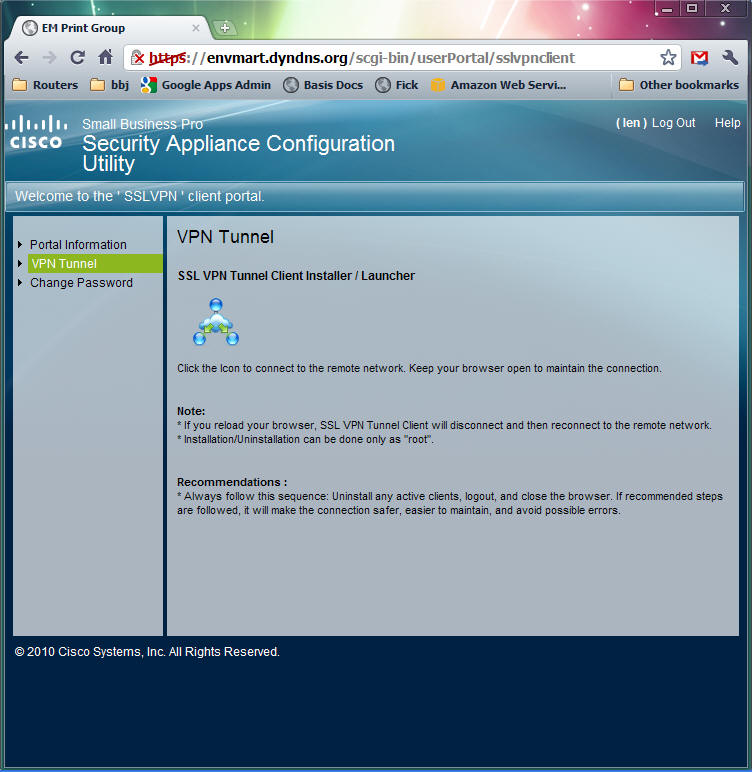 EM Print Group
https://envmart.dyndns.org/scgi-bin/userPortal/sslvpnclient
Routers bbj Google Apps Admin Basis Docs Flick Amazon Web Servi... Other bookmarks
CISCO
Small Business Pro
Security Appliance Configuration
Utility
( len ) Log Out Help
Welcome to the ' SSLVPN ' client portal.
Portal Information
VPN Tunnel
Change Password
VPN Tunnel
SSL VPN Tunnel Client Installer / Launcher
Click the Icon to connect to the remote network. Keep your browser open to maintain the connection.
Note:
* If you reload your browser, SSL VPN Tunnel Client will disconnect and then reconnect to the remote network.
* Installation/Uninstallation can be done only as "root".
Recommendations :
* Always follow this sequence: Uninstall any active clients, logout, and close the browser. If recommended steps
are followed, it will make the connection safer, easier to maintain, and avoid possible errors.
© 2010 Cisco Systems, Inc. All Rights Reserved.